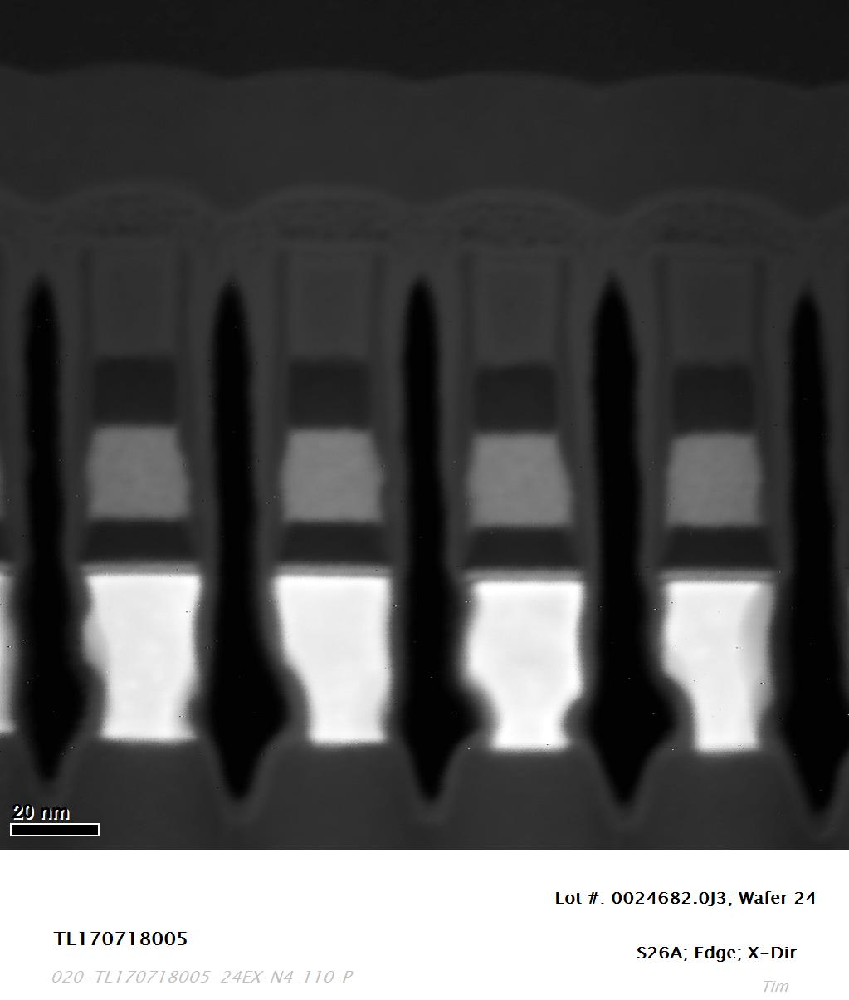 20 nm
Lot #: 0024682.0J3; Wafer 24
TL170718005
S26A; Edge; X-Dir
020-TL170718005-24EX_N4_110_P
Tim